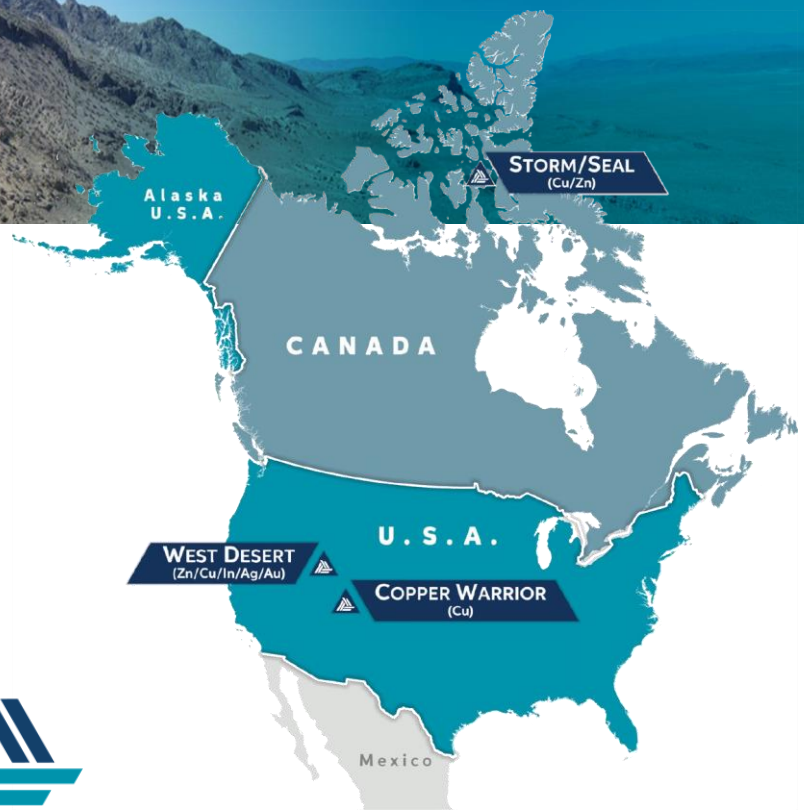 STORM/SEAL
(Cu/Zn)
Alaska
U.S.A.
CANADA
U.S.A.
WEST DESERT
(Zn/Cu/In/Ag/Au)
COPPER WARRIOR
(Cu)
Mexico